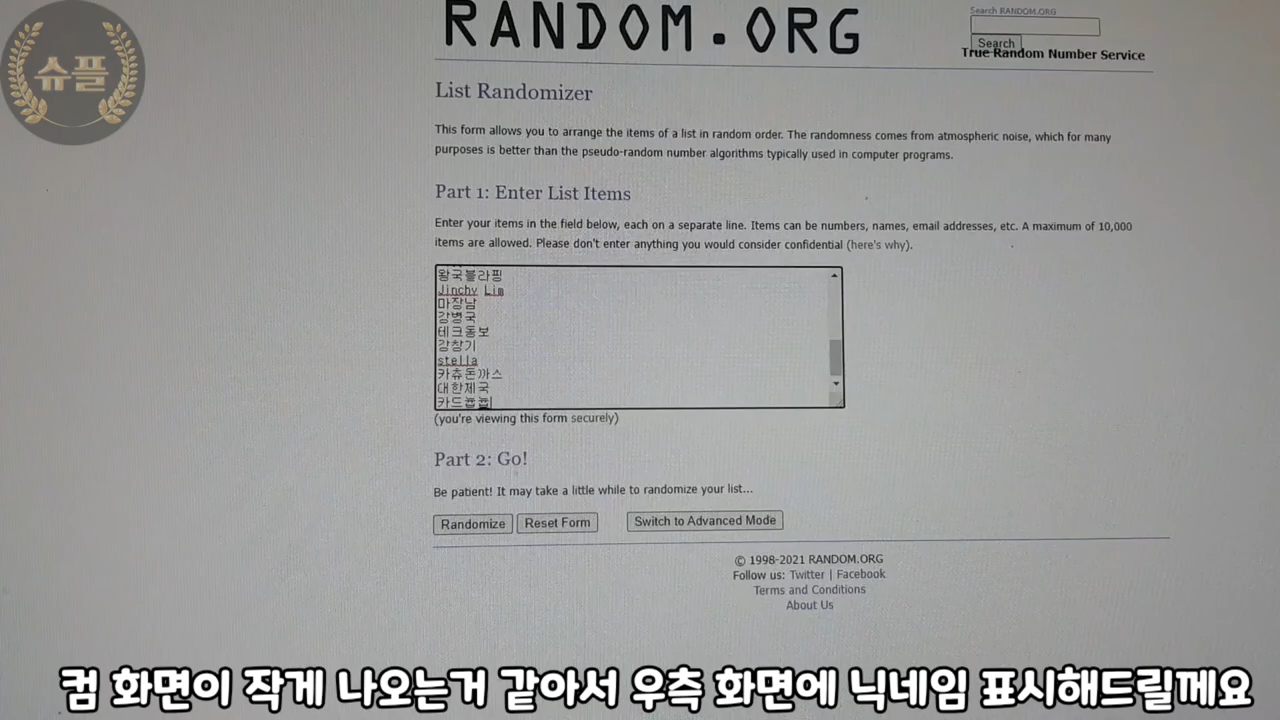 슈플
RANDOM.ORG
Search RANDOM.ORG
Search
True Random Number Service
List Randomizer
This form allows you to arrange the items of a list in random order. The randomness comes from atmospheric noise, which for many
purposes is better than the pseudo-random number algorithms typically used in computer programs.
Part 1: Enter List Items
Enter your items in the field below, each on a separate line. Items can be numbers, names, email addresses, etc. A maximum of 10,000
items are allowed. Please don't enter anything you would consider confidential (here's why).
왕국블라핑
Jinchy Lim
마장남
강병국
테크동보
강창기
stella
카츄돈까스
대한제국
카드뽑뽑
(you're viewing this form securely)
Part 2: Go!
Be patient! It may take a little while to randomize your list...
Randomize Reset Form Switch to Advanced Mode
© 1998-2021 RANDOM.ORG
Follow us: Twitter | Facebook
Terms and Conditions
About Us
컴 화면이 작게 나오는거 같아서 우측 화면에 닉네임 표시해드릴께요